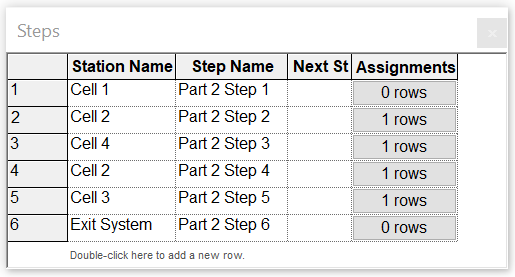 Steps
Station Name Step Name Next St Assignments
1 Cell 1 Part 2 Step 1 0 rows
2 Cell 2 Part 2 Step 2 1 rows
3 Cell 4 Part 2 Step 3 1 rows
4 Cell 2 Part 2 Step 4 1 rows
5 Cell 3 Part 2 Step 5 1 rows
6 Exit System Part 2 Step 6 0 rows
Double-click here to add a new row.